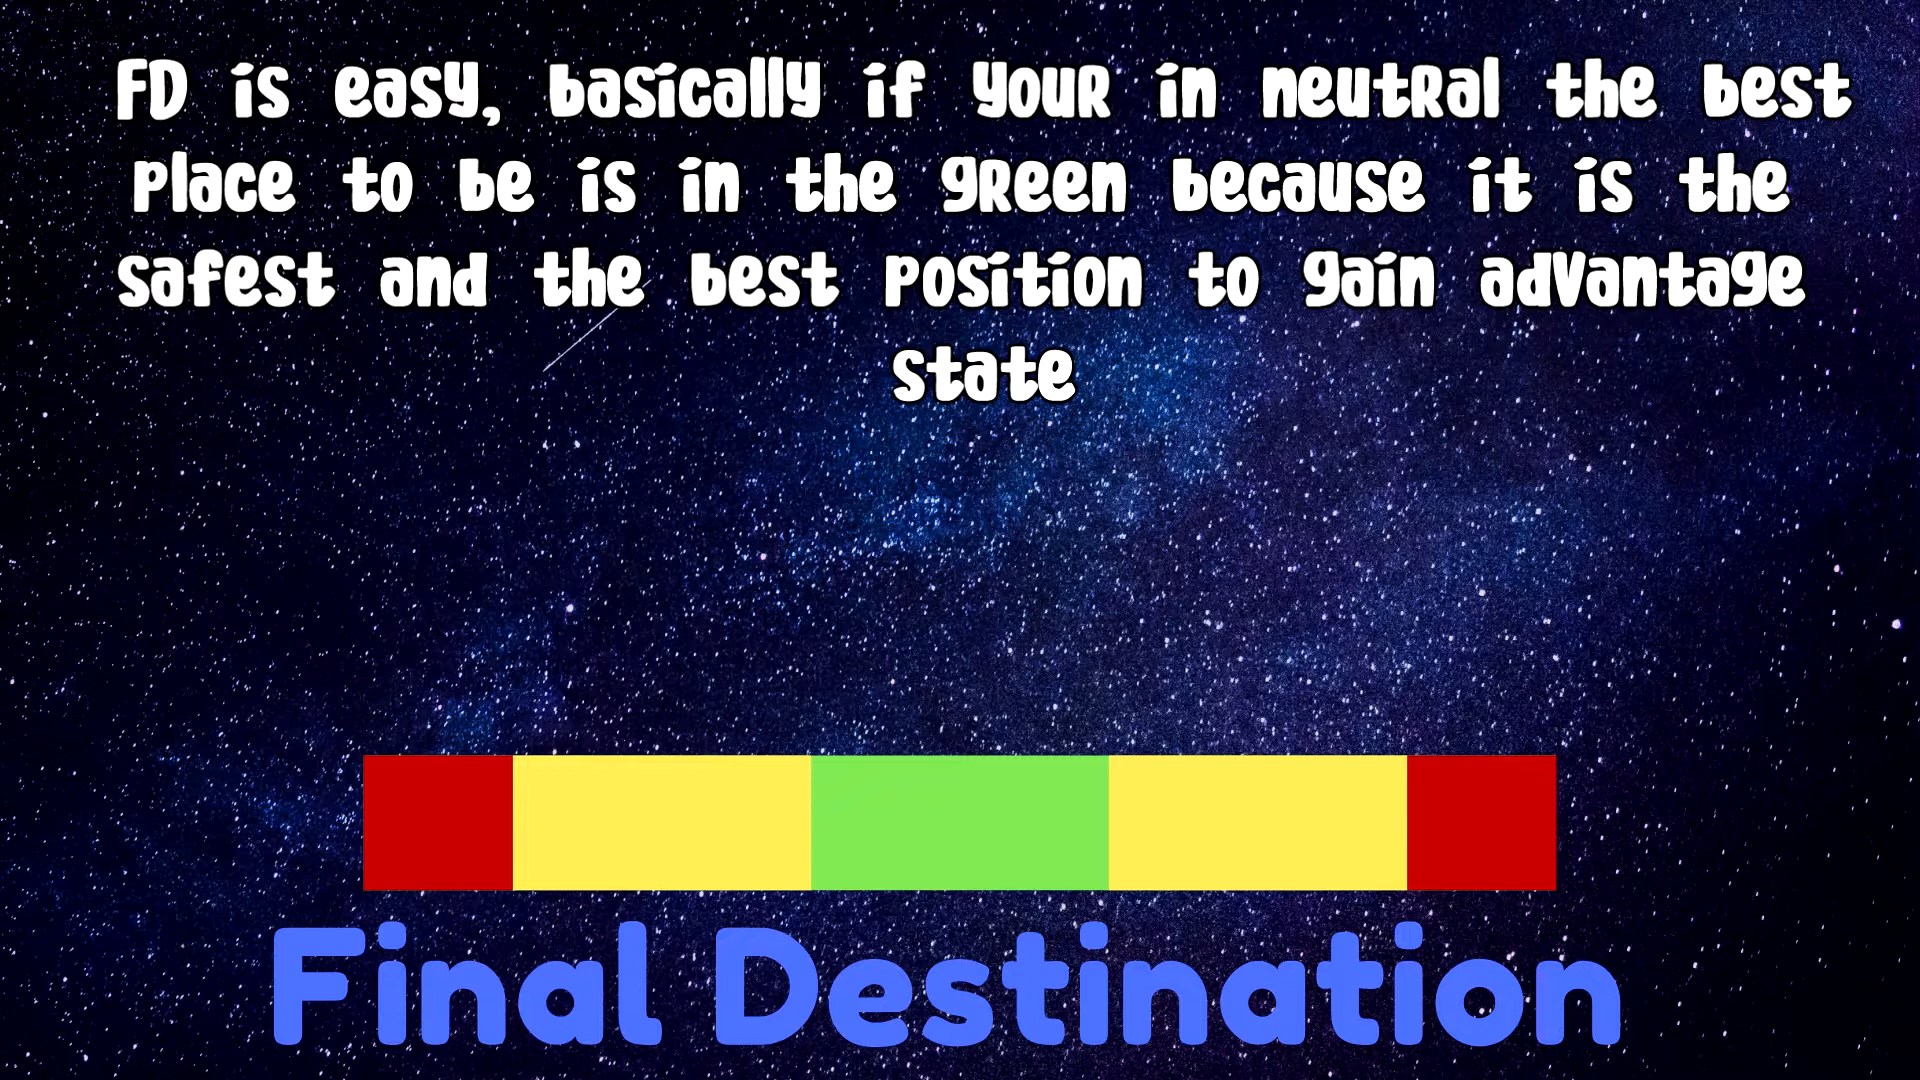 FD is easy, basically if your in neutral the best
place to be is in the green because it is the
safest and the best position to gain advantage
state
Final Destination